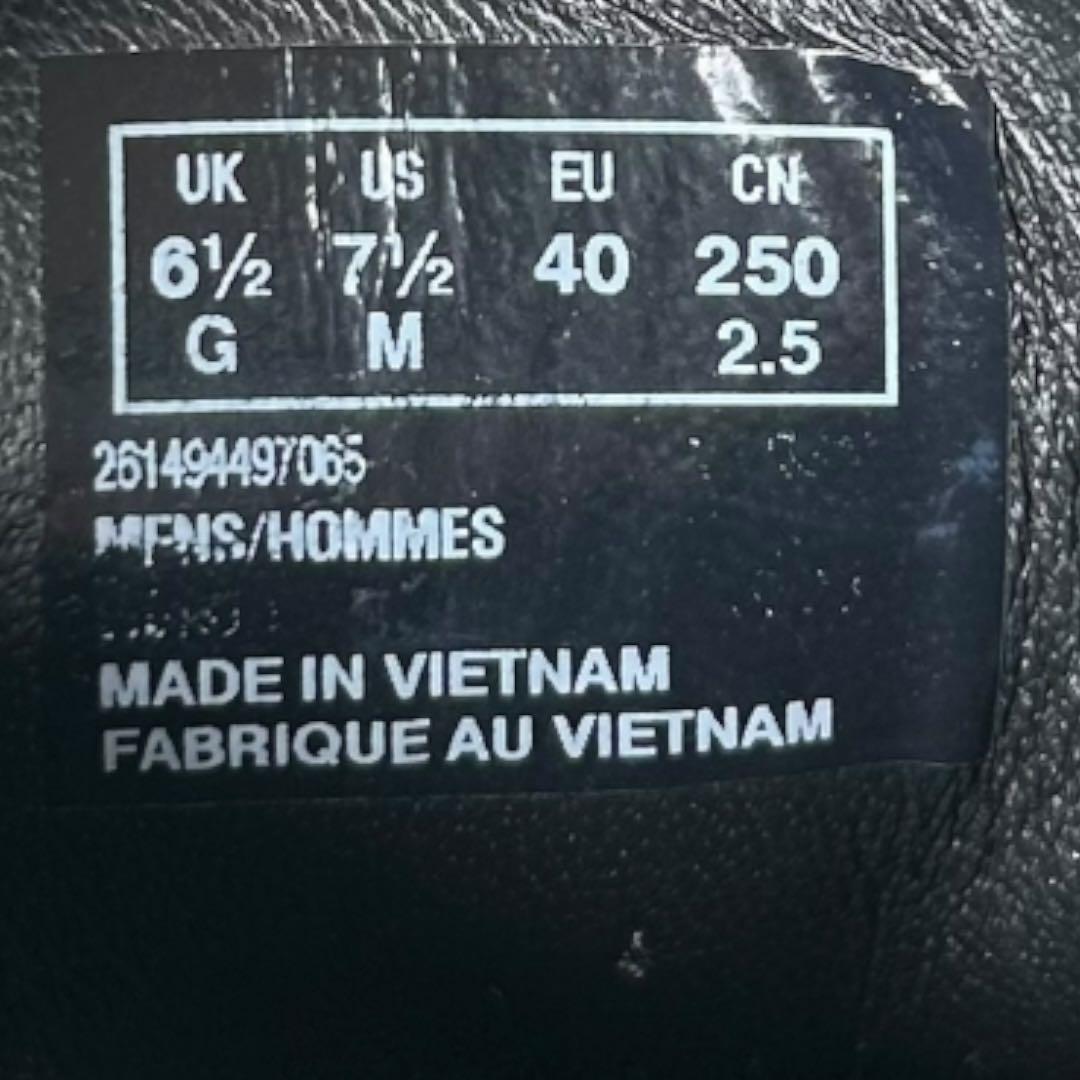 UK US EU CN
6½ 7½ 40 250
G M 2.5
261494497065
MENS/HOMMES
MADE IN VIETNAM
FABRIQUE AU VIETNAM